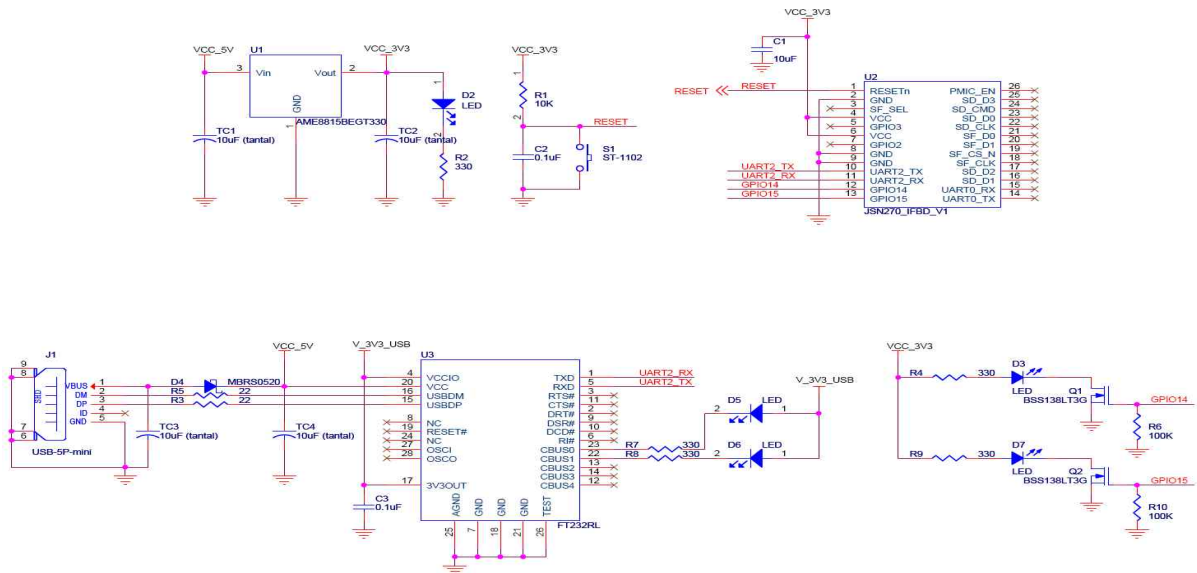 VCC_5V
U1
VCC_3V3
3 Vin Vout 2
GND
1
AME8815BEGT330
TC1
10uF (tantal)
TC2
10uF (tantal)
1
D2
LED
2
R2
330
VCC_3V3
1
R1
10K
2
RESET
C2
0.1uF
S1
ST-1102
VCC_3V3
C1
10uF
U2
RESET
RESET
1 RESETn PMIC_EN 26
2 GND SD_D3 25
3 SF_SEL SD_CMD 24
4 VCC SD_D0 23
5 GPIO3 SD_CLK 22
6 VCC SF_D0 21
7 GPIO2 SF_D1 20
8 GND SF_CS_N 19
9 GND SF_CLK 18
UART2_TX 10 UART2_TX SD_D2 17
UART2_RX 11 UART2_RX SD_D1 16
GPIO14 12 GPIO14 UART0_RX 15
GPIO15 13 GPIO15 UART0_TX 14
JSN270_IFBD_V1
J1
9
8
7
6
SHD
VBUS 1
DM 2
DP 3
ID 4
GND 5
USB-5P-mini
D4 MBRS0520
R5 22
R3 22
TC3
10uF (tantal)
VCC_5V
TC4
10uF (tantal)
V_3V3_USB
U3
4 VCCIO TXD 1 UART2_RX
20 VCC RXD 5 UART2_TX
16 USBDM RTS# 3
15 USBDP CTS# 11
DRT# 2
8 NC DSR# 9
19 RESET# DCD# 10
24 NC RI# 6
27 OSCI CBUS0 23
28 OSCO CBUS1 22
CBUS2 13
CBUS3 14
17 3V3OUT CBUS4 12
AGND GND GND GND TEST
25 7 18 21 26
FT232RL
C3
0.1uF
R7 330
R8 330
V_3V3_USB
D5 LED
2 1
D6 LED
2 1
VCC_3V3
R4 330
D3
LED
Q1
BSS138LT3G
GPIO14
R6
100K
R9 330
D7
LED
Q2
BSS138LT3G
GPIO15
R10
100K